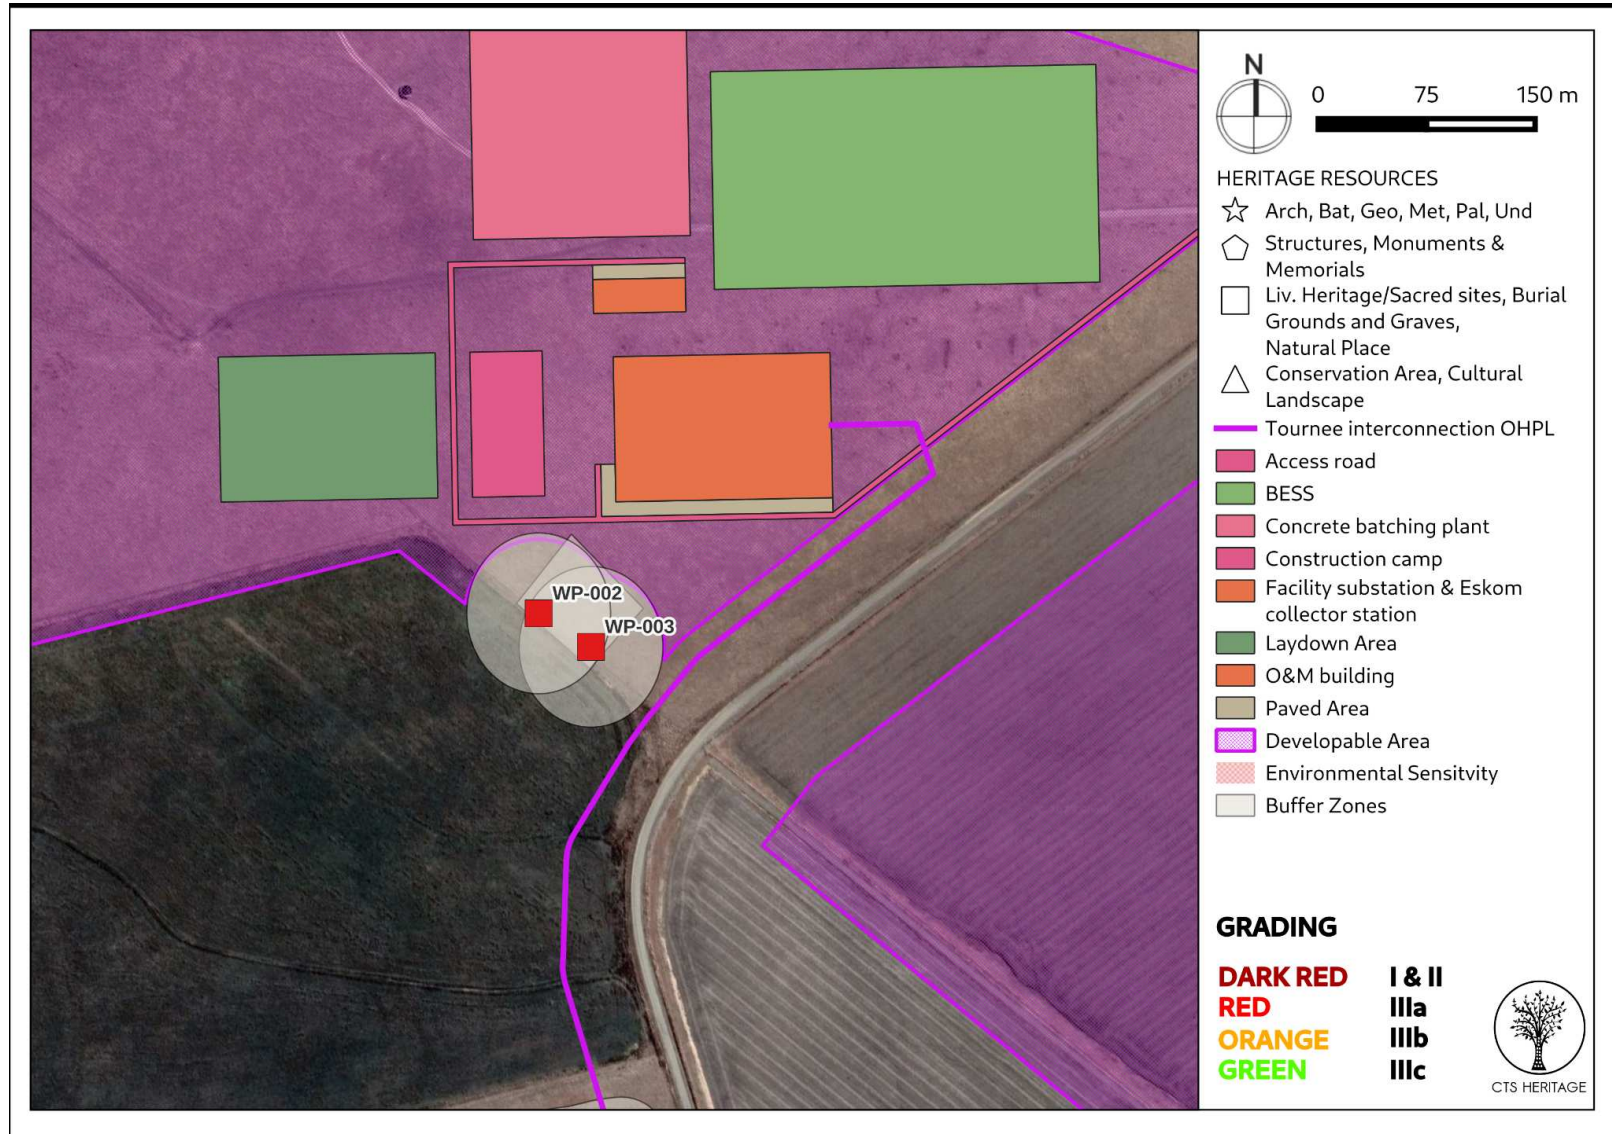 WP-002
WP-003
N
0 75 150 m
HERITAGE RESOURCES
Arch, Bat, Geo, Met, Pal, Und
Structures, Monuments &
Memorials
Liv. Heritage/Sacred sites, Burial
Grounds and Graves,
Natural Place
Conservation Area, Cultural
Landscape
Tournee interconnection OHPL
Access road
BESS
Concrete batching plant
Construction camp
Facility substation & Eskom
collector station
Laydown Area
O&M building
Paved Area
Developable Area
Environmental Sensitvity
Buffer Zones
GRADING
DARK RED I & II
RED IIIa
ORANGE IIIb
GREEN IIIc
CTS HERITAGE